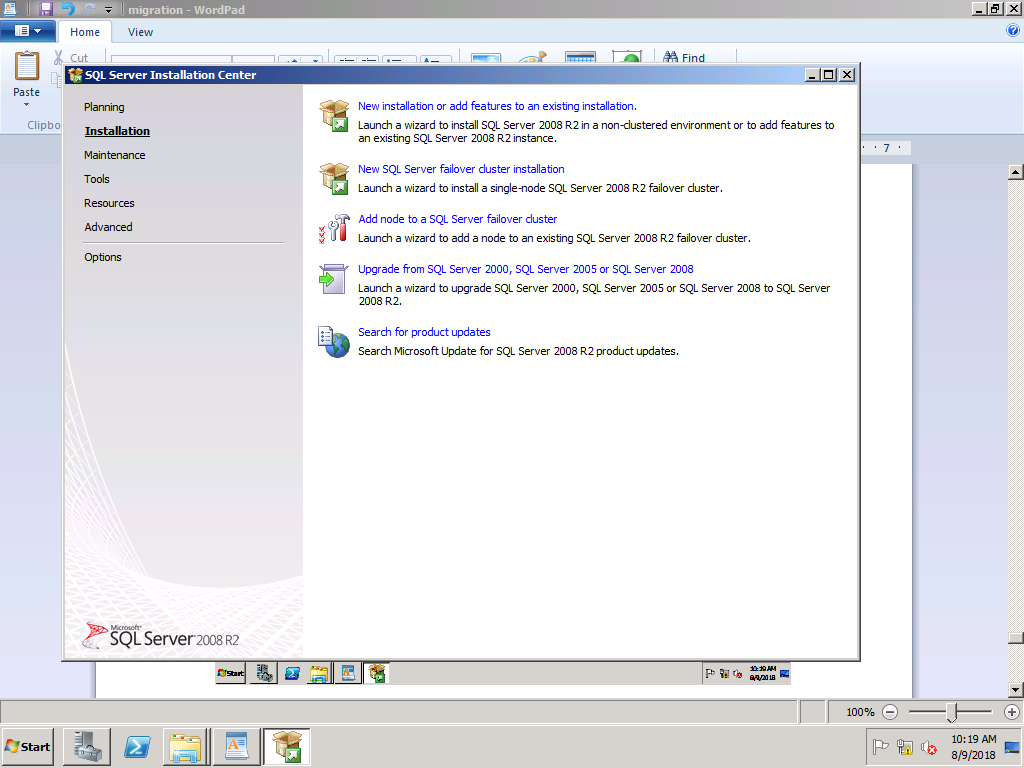 migration - WordPad
Home
View
Cut
Find
Paste
Clipbo
SQL Server Installation Center
Planning
Installation
Maintenance
Tools
Resources
Advanced
Options
New installation or add features to an existing installation.
Launch a wizard to install SQL Server 2008 R2 in a non-clustered environment or to add features to
an existing SQL Server 2008 R2 instance.
New SQL Server failover cluster installation
Launch a wizard to install a single-node SQL Server 2008 R2 failover cluster.
Add node to a SQL Server failover cluster
Launch a wizard to add a node to an existing SQL Server 2008 R2 failover cluster.
Upgrade from SQL Server 2000, SQL Server 2005 or SQL Server 2008
Launch a wizard to upgrade SQL Server 2000, SQL Server 2005 or SQL Server 2008 to SQL Server
2008 R2.
Search for product updates
Search Microsoft Update for SQL Server 2008 R2 product updates.
· · 7 ·
Microsoft®
SQL Server 2008 R2
Start
10:19 AM
8/9/2018
100%
Start
10:19 AM
8/9/2018